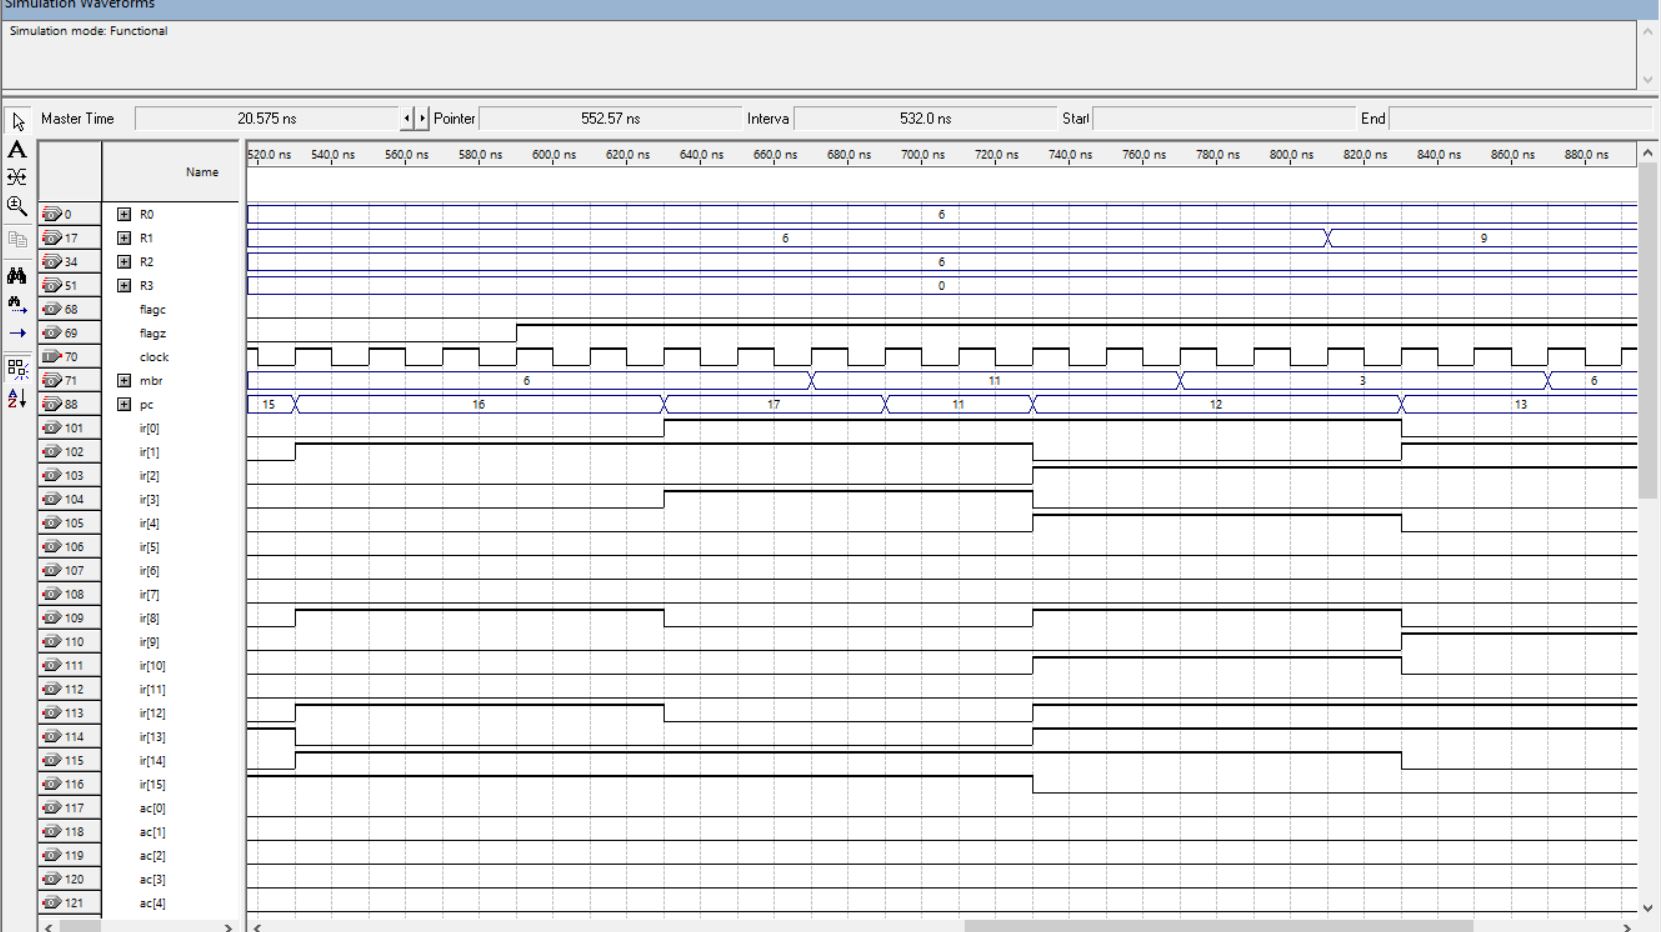 Simulation Waveforms
Simulation mode: Functional
Master Time 20.575 ns Pointer 552.57 ns Interva 532.0 ns Start End
A
Name
520.0 ns 540.0 ns 560.0 ns 580.0 ns 600.0 ns 620.0 ns 640.0 ns 660.0 ns 680.0 ns 700.0 ns 720.0 ns 740.0 ns 760.0 ns 780.0 ns 800.0 ns 820.0 ns 840.0 ns 860.0 ns 880.0 ns
0 R0 6
17 R1 6 9
34 R2 6
51 R3 0
68 flagc
69 flagz
70 clock
71 mbr 6 11 3 6
88 pc 15 16 17 11 12 13
101 ir[0]
102 ir[1]
103 ir[2]
104 ir[3]
105 ir[4]
106 ir[5]
107 ir[6]
108 ir[7]
109 ir[8]
110 ir[9]
111 ir[10]
112 ir[11]
113 ir[12]
114 ir[13]
115 ir[14]
116 ir[15]
117 ac[0]
118 ac[1]
119 ac[2]
120 ac[3]
121 ac[4]